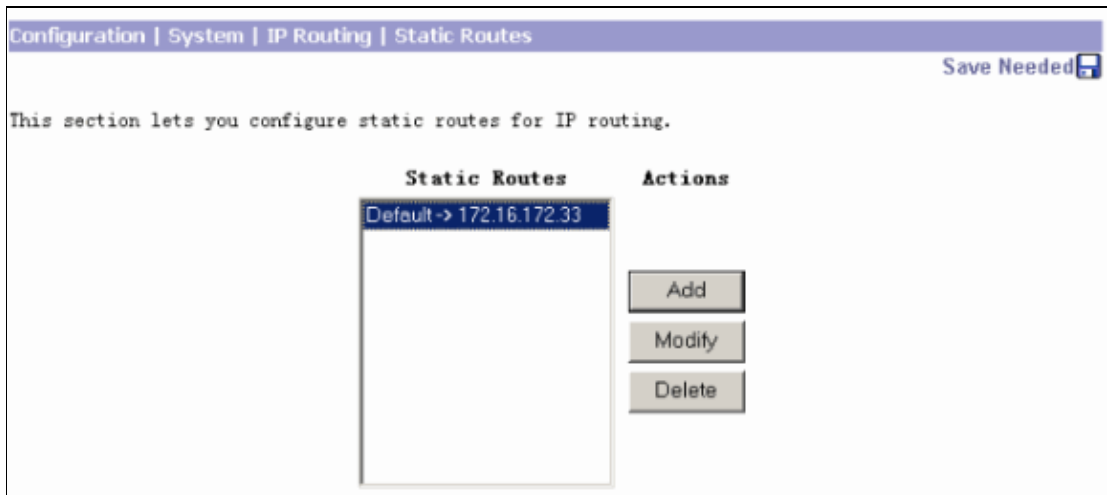 Configuration | System | IP Routing | Static Routes
Save Needed
This section lets you configure static routes for IP routing.
Static Routes Actions
Default -> 172.16.172.33
Add
Modify
Delete